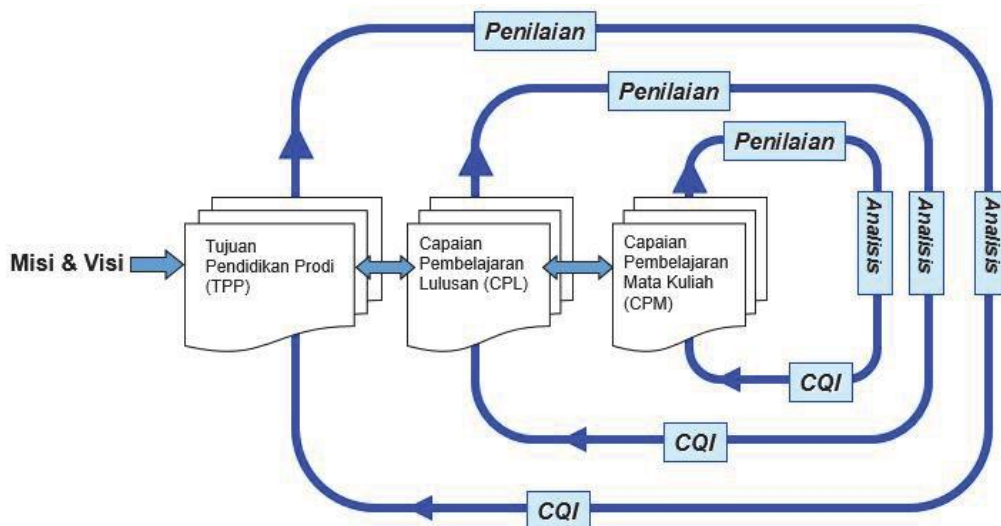 Penilaian
Penilaian
Penilaian
Misi & Visi
Tujuan
Pendidikan Prodi
(TPP)
Capaian
Pembelajaran
Lulusan (CPL)
Capaian
Pembelajaran
Mata Kuliah
(CPM)
Analisis
Analisis
Analisis
CQI
CQI
CQI